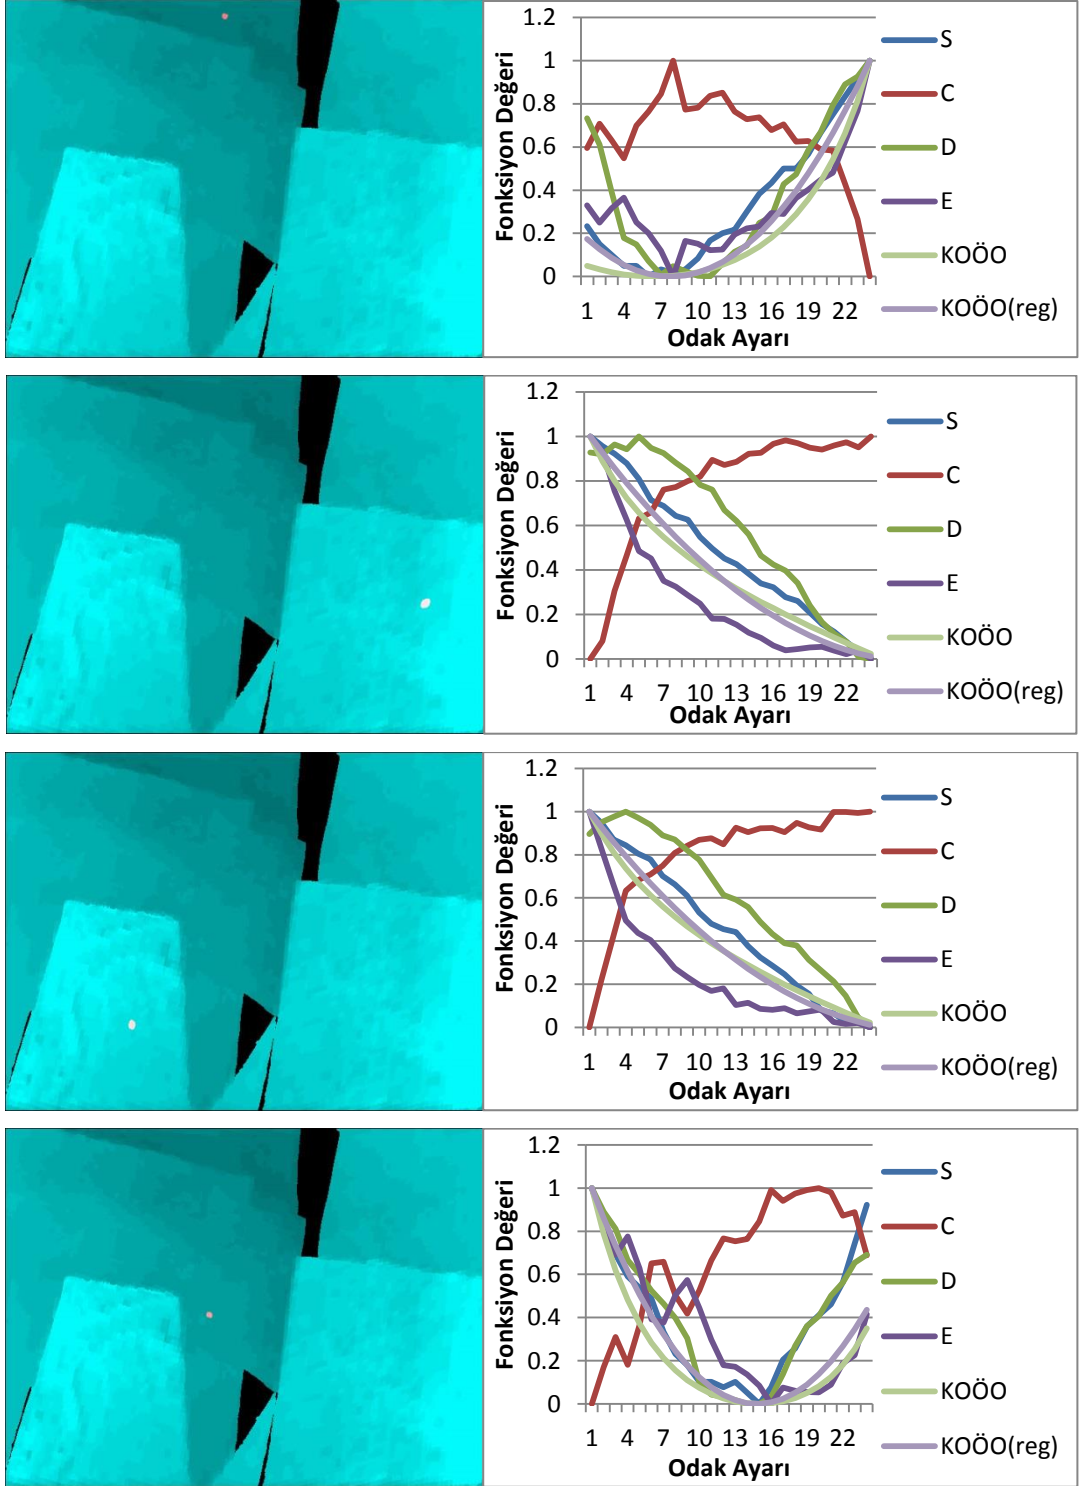 1.2
1
0.8
0.6
0.4
0.2
0
Fonksiyon Değeri
1 4 7 10 13 16 19 22
Odak Ayarı
S
C
D
E
KOÖO
KOÖO(reg)
1.2
1
0.8
0.6
0.4
0.2
0
Fonksiyon Değeri
1 4 7 10 13 16 19 22
Odak Ayarı
S
C
D
E
KOÖO
KOÖO(reg)
1.2
1
0.8
0.6
0.4
0.2
0
Fonksiyon Değeri
1 4 7 10 13 16 19 22
Odak Ayarı
S
C
D
E
KOÖO
KOÖO(reg)
1.2
1
0.8
0.6
0.4
0.2
0
Fonksiyon Değeri
1 4 7 10 13 16 19 22
Odak Ayarı
S
C
D
E
KOÖO
KOÖO(reg)